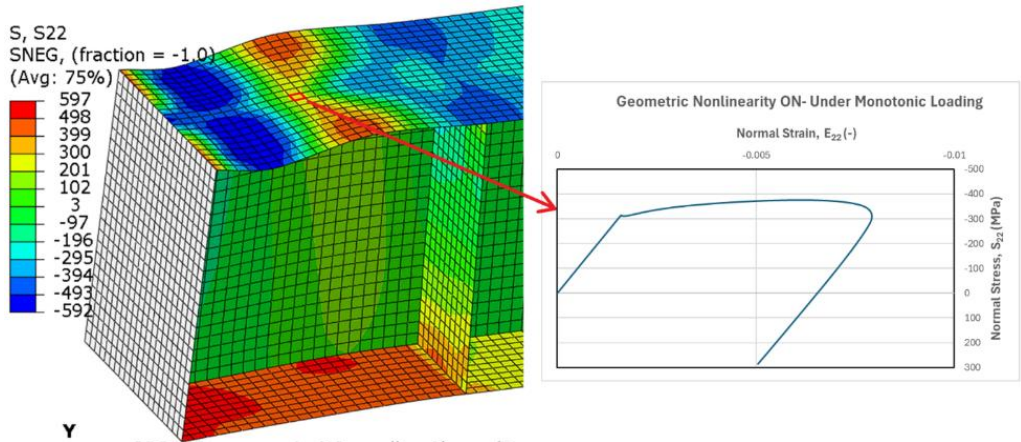 S, S22
SNEG, (fraction = -1.0)
(Avg: 75%)
597
498
399
300
201
102
3
-97
-196
-295
-394
-493
-592
Y
Geometric Nonlinearity ON- Under Monotonic Loading
Normal Strain, E22 (-)
0 -0.005 -0.01
-500
-400
-300
-200
-100
0
100
200
300
Normal Stress, S22 (MPa)